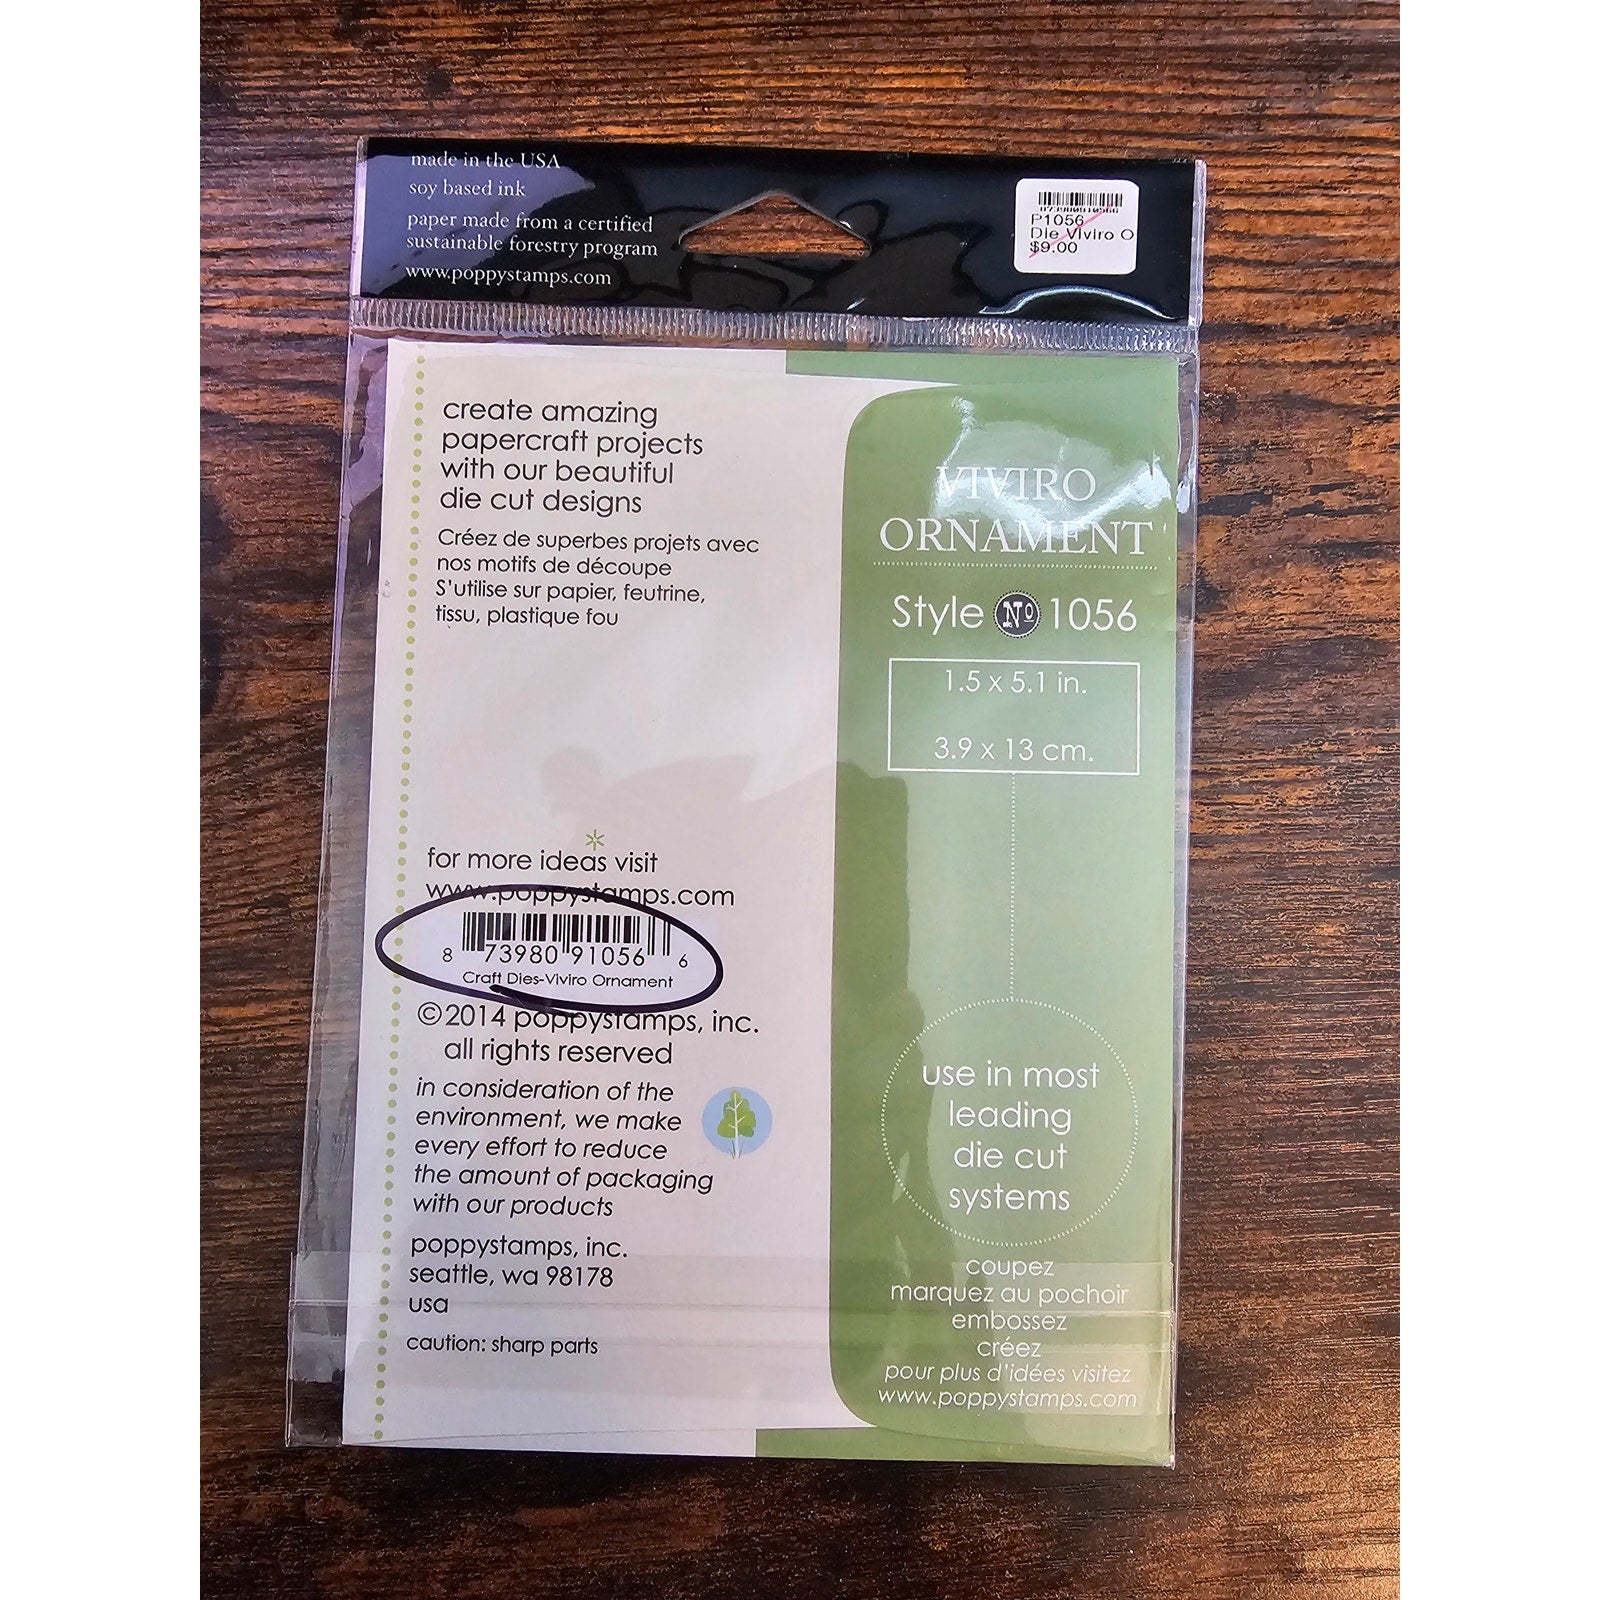 made in the USA
soy based ink
paper made from a certified
sustainable forestry program
www.poppystamps.com
873980910566
P1056
Die Viviro O
$9.00
create amazing
papercraft projects
with our beautiful
die cut designs
Créez de superbes projets avec
nos motifs de découpe
S'utilise sur papier, feutrine,
tissu, plastique fou
for more ideas visit
www.poppystamps.com
8 73980 91056 6
Craft Dies-Viviro Ornament
©2014 poppystamps, inc.
all rights reserved
in consideration of the
environment, we make
every effort to reduce
the amount of packaging
with our products
poppystamps, inc.
seattle, wa 98178
usa
caution: sharp parts
VIVIRO
ORNAMENT
Style No 1056
1.5 x 5.1 in.
3.9 x 13 cm.
use in most
leading
die cut
systems
coupez
marquez au pochoir
embossez
créez
pour plus d'idées visitez
www.poppystamps.com